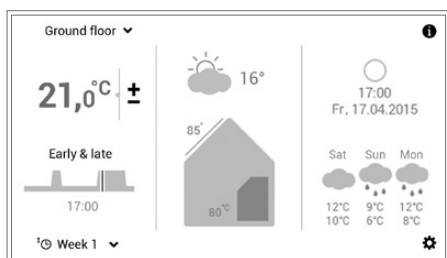 Ground floor
21,0°C
±
Early & late
17:00
Week 1
16°
85°
80°C
17:00
Fr, 17.04.2015
Sat Sun Mon
12°C 9°C 12°C
10°C 6°C 8°C